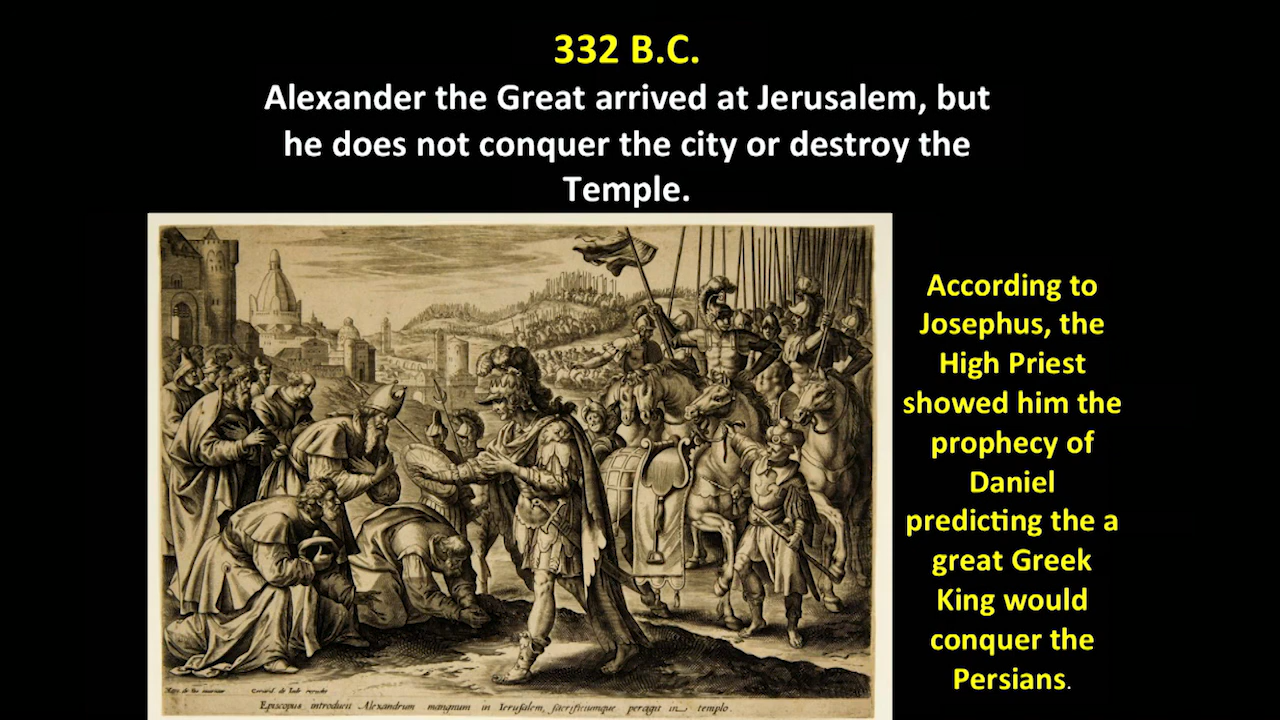 332 B.C.
Alexander the Great arrived at Jerusalem, but
he does not conquer the city or destroy the
Temple.
According to
Josephus, the
High Priest
showed him the
prophecy of
Daniel
predicting the a
great Greek
King would
conquer the
Persians.
Episcopus introducit Alexandrum mangnum in Ierusalem, sacrificiumque peragit in templo.